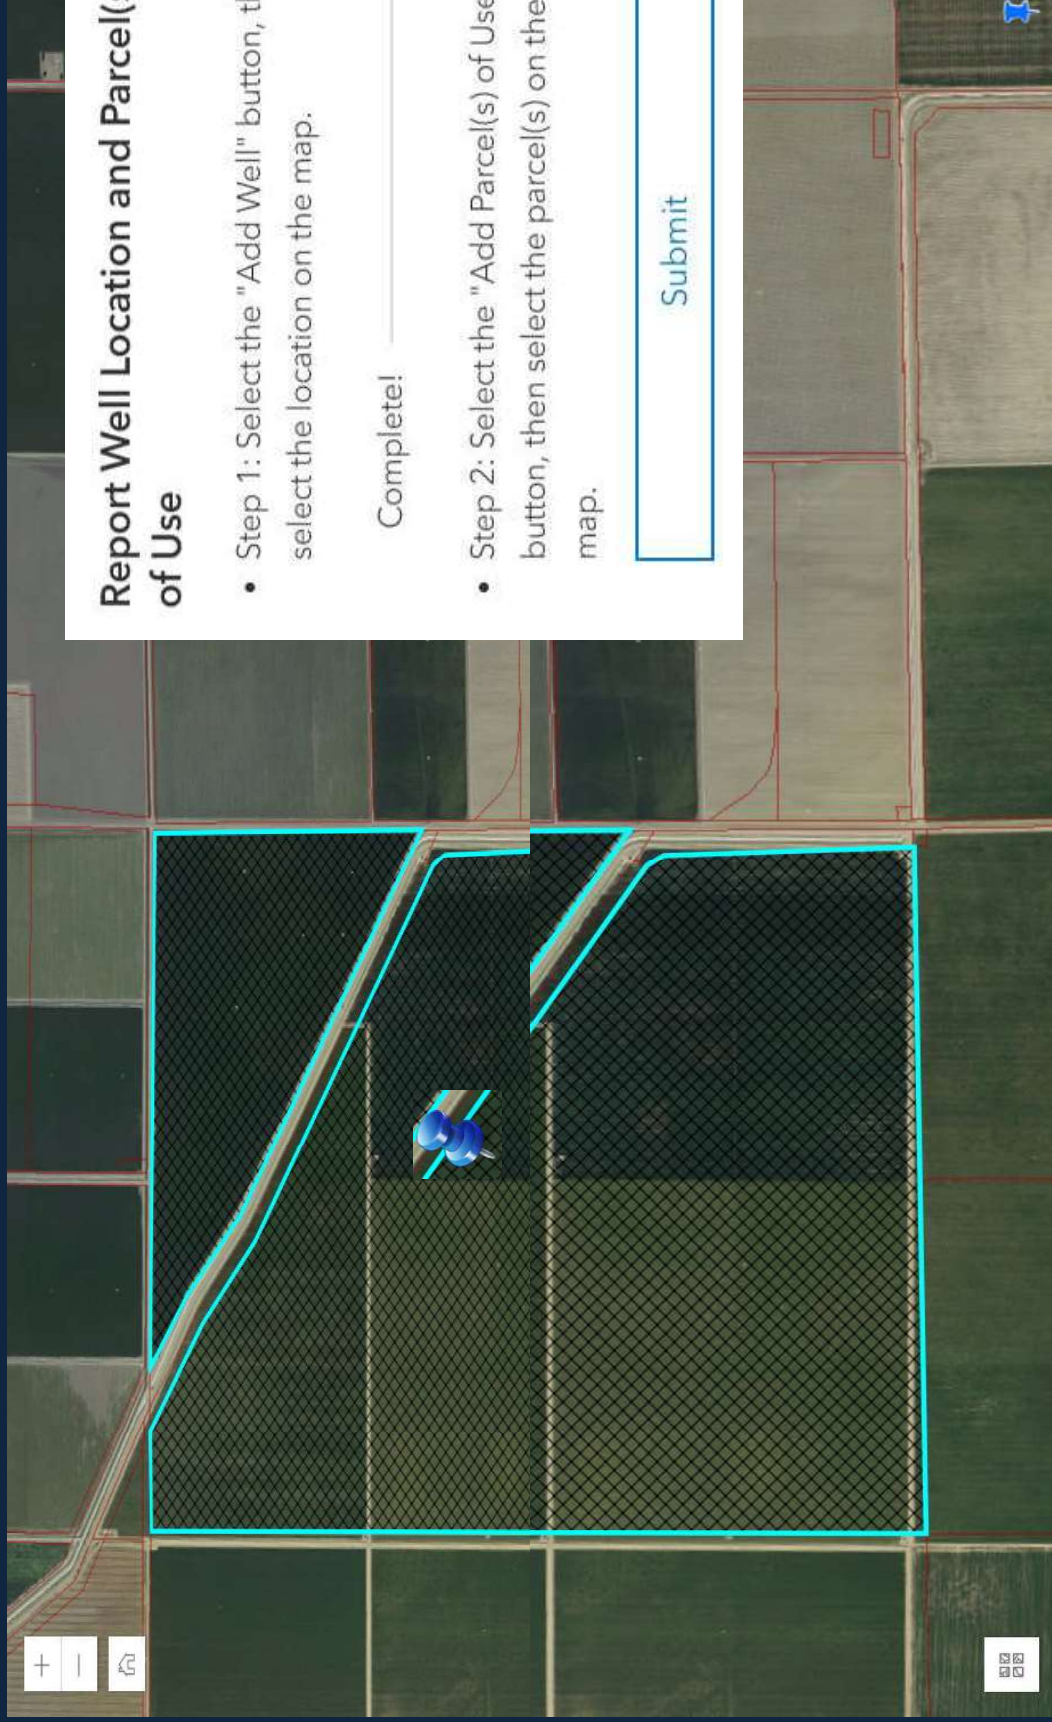 Report Well Location and Parcel(s
of Use
• Step 1: Select the "Add Well" button, th
select the location on the map.
Complete!
• Step 2: Select the "Add Parcel(s) of Use
button, then select the parcel(s) on the
map.
Submit